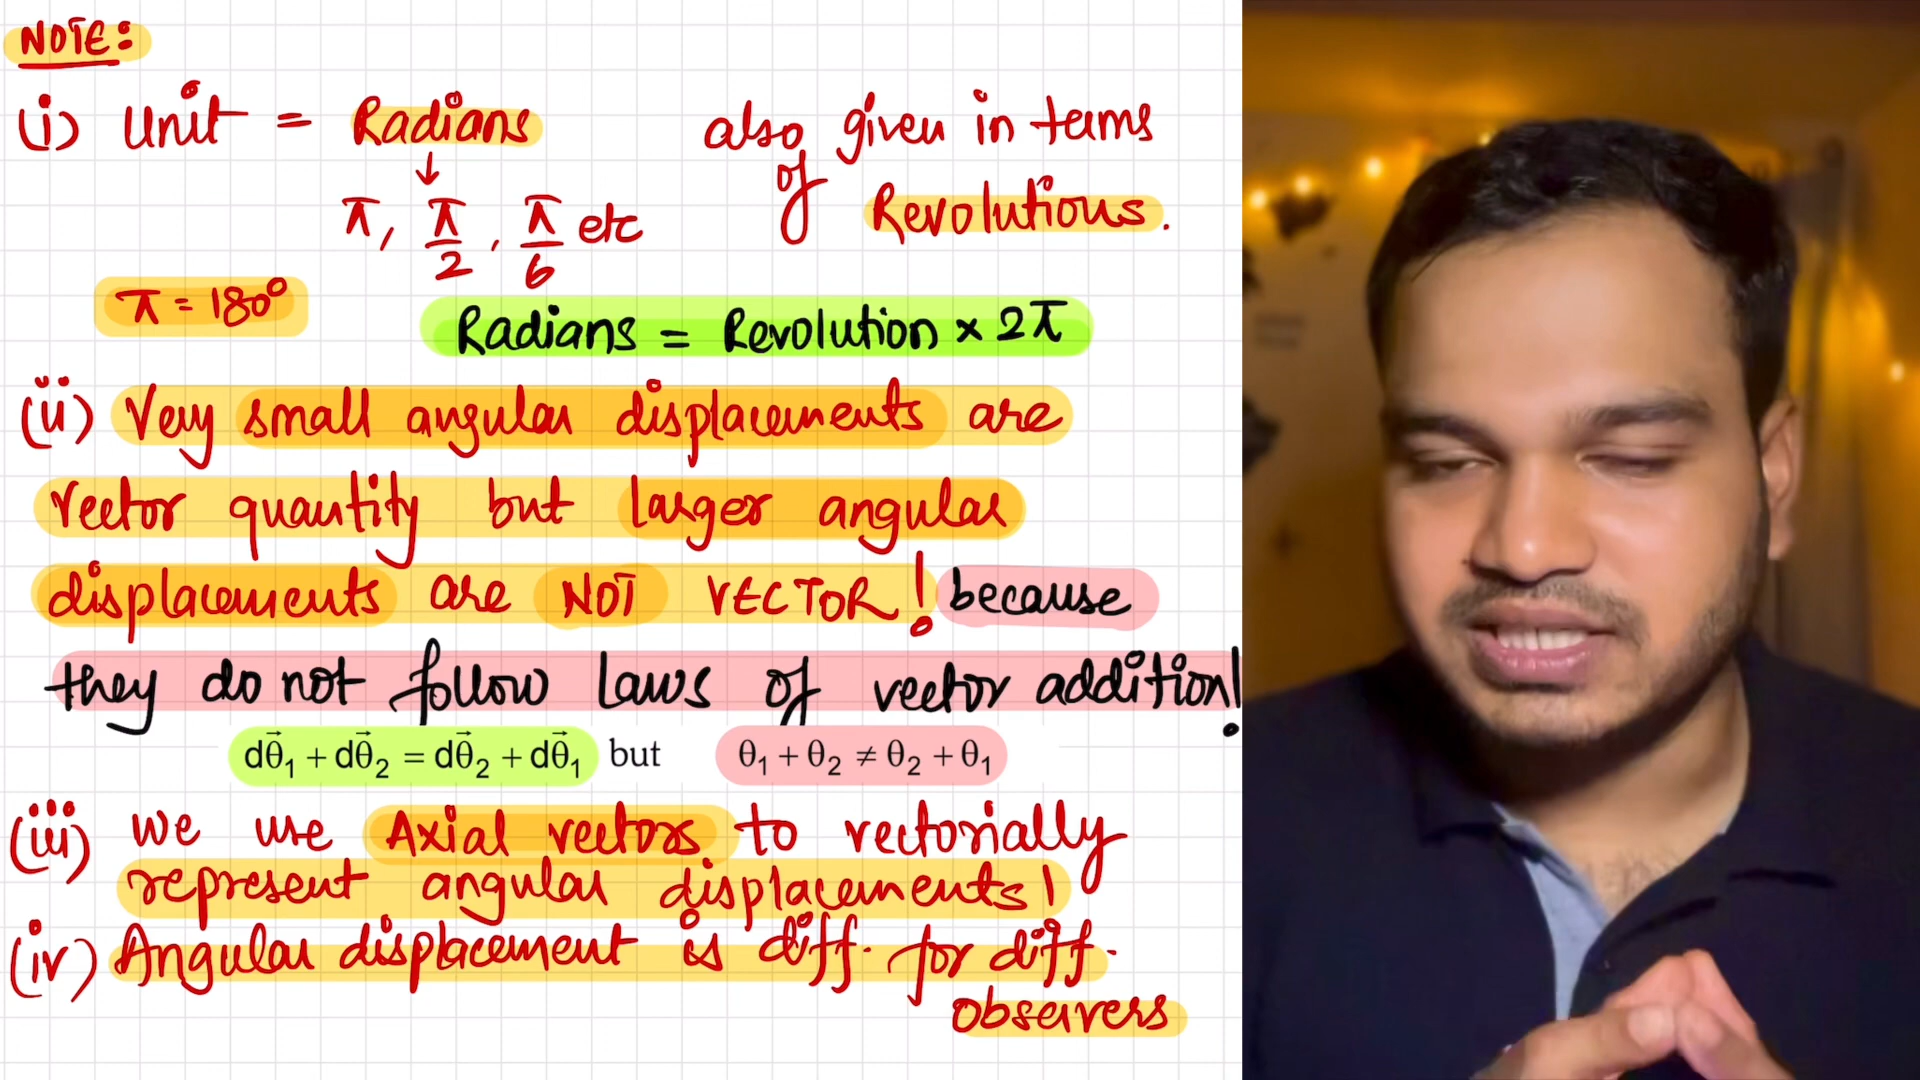 NOTE:
(i) Unit = Radians also given in terms
of
↓
π, π/2, π/6 etc Revolutions.
π = 180°
Radians = Revolution × 2π
(ii) Very small angular displacements are
vector quantity but larger angular
displacements are NOT VECTOR! because
they do not follow laws of vector addition!
dθ⃗₁ + dθ⃗₂ = dθ⃗₂ + dθ⃗₁ but θ₁ + θ₂ ≠ θ₂ + θ₁
(iii) We use Axial vectors to vectorially
represent angular displacements!
(iv) Angular displacement is diff. for diff.
observers